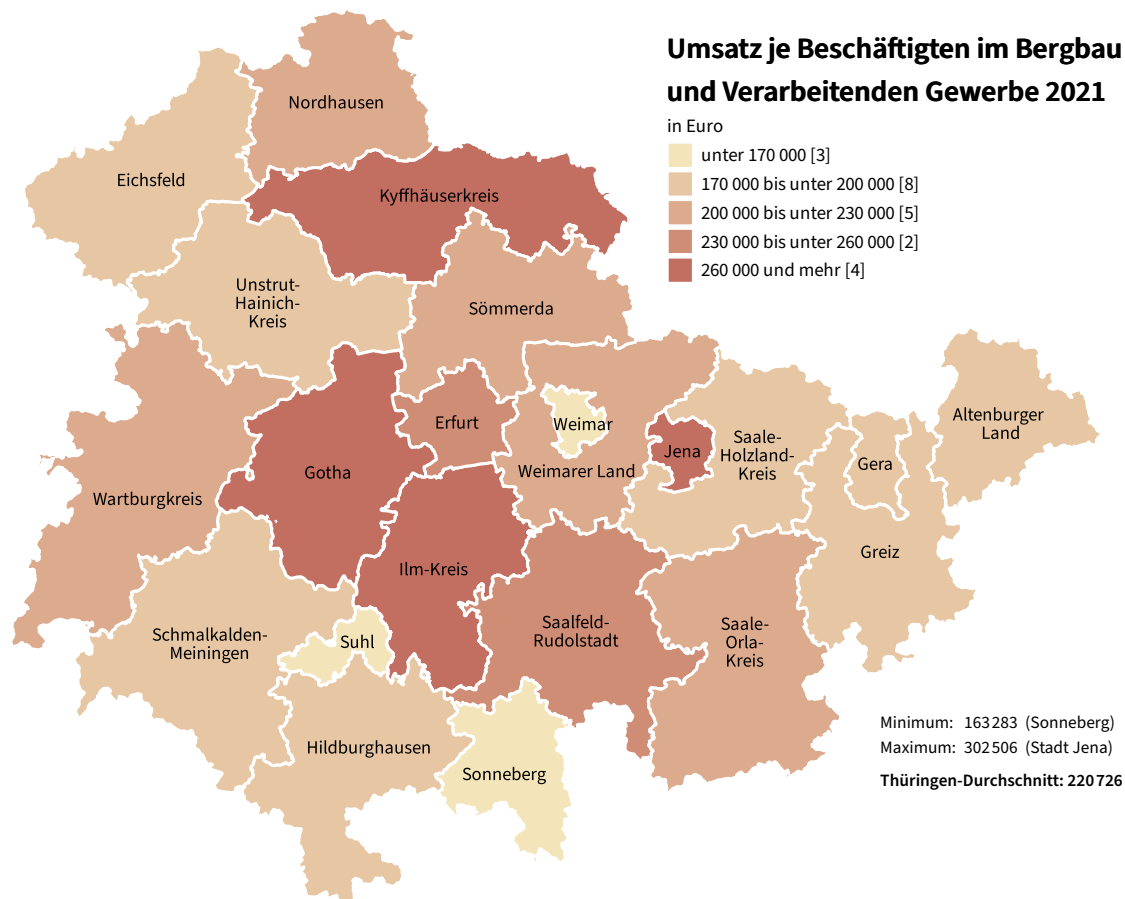 Umsatz je Beschäftigten im Bergbau
und Verarbeitenden Gewerbe 2021
in Euro
unter 170 000 [3]
170 000 bis unter 200 000 [8]
200 000 bis unter 230 000 [5]
230 000 bis unter 260 000 [2]
260 000 und mehr [4]
Nordhausen
Eichsfeld
Kyffhäuserkreis
Unstrut-
Hainich-
Kreis
Sömmerda
Erfurt
Weimar
Weimarer Land
Jena
Saale-
Holzland-
Kreis
Gera
Altenburger
Land
Gotha
Wartburgkreis
Greiz
Ilm-Kreis
Schmalkalden-
Meiningen
Suhl
Saalfeld-
Rudolstadt
Saale-
Orla-
Kreis
Hildburghausen
Sonneberg
Minimum: 163 283 (Sonneberg)
Maximum: 302 506 (Stadt Jena)
Thüringen-Durchschnitt: 220 726